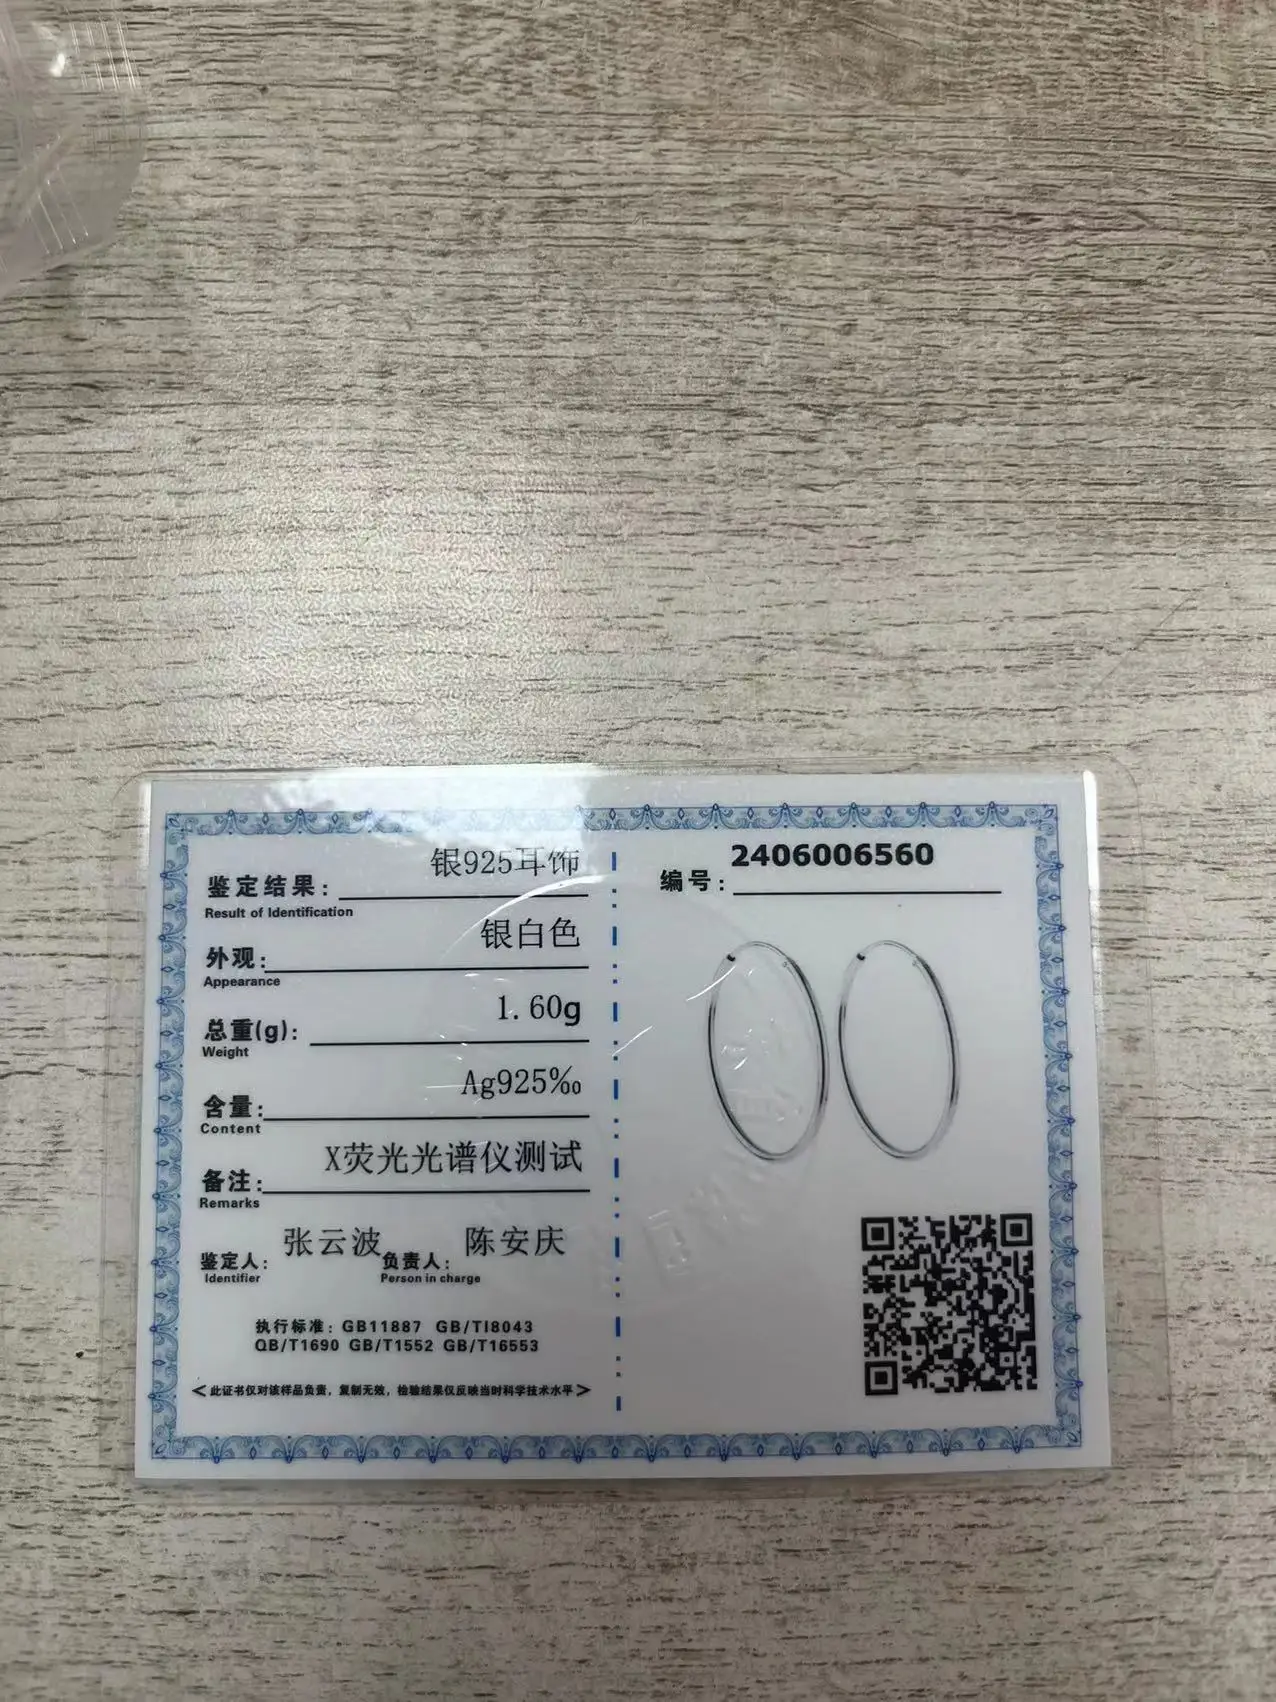 鉴定结果：银925耳饰
Result of Identification
外观：银白色
Appearance
总重(g)：1.60g
Weight
含量：Ag925‰
Content
备注：X荧光光谱仪测试
Remarks
鉴定人：张云波 负责人：陈安庆
Identifier Person in charge
执行标准：GB11887 GB/TI8043
QB/T1690 GB/T1552 GB/T16553
<此证书仅对该样品负责，复制无效，检验结果仅反映当时科学技术水平>
编号：2406006560